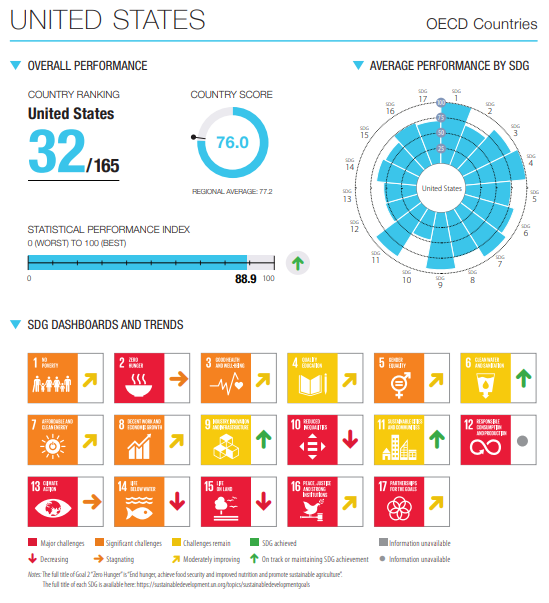 UNITED STATES
OECD Countries
OVERALL PERFORMANCE
COUNTRY RANKING
United States
32/165
COUNTRY SCORE
76.0
REGIONAL AVERAGE: 77.2
STATISTICAL PERFORMANCE INDEX
0 (WORST) TO 100 (BEST)
0
88.9
100
AVERAGE PERFORMANCE BY SDG
SDG 1
SDG 2
SDG 3
SDG 4
SDG 5
SDG 6
SDG 7
SDG 8
SDG 9
SDG 10
SDG 11
SDG 12
SDG 13
SDG 14
SDG 15
SDG 16
SDG 17
100
75
50
25
United States
SDG DASHBOARDS AND TRENDS
1 NO POVERTY
2 ZERO HUNGER
3 GOOD HEALTH AND WELL-BEING
4 QUALITY EDUCATION
5 GENDER EQUALITY
6 CLEAN WATER AND SANITATION
7 AFFORDABLE AND CLEAN ENERGY
8 DECENT WORK AND ECONOMIC GROWTH
9 INDUSTRY, INNOVATION AND INFRASTRUCTURE
10 REDUCED INEQUALITIES
11 SUSTAINABLE CITIES AND COMMUNITIES
12 RESPONSIBLE CONSUMPTION AND PRODUCTION
13 CLIMATE ACTION
14 LIFE BELOW WATER
15 LIFE ON LAND
16 PEACE, JUSTICE AND STRONG INSTITUTIONS
17 PARTNERSHIPS FOR THE GOALS
Major challenges
Significant challenges
Challenges remain
SDG achieved
Information unavailable
Decreasing
Stagnating
Moderately improving
On track or maintaining SDG achievement
Information unavailable
Notes: The full title of Goal 2 "Zero Hunger" is "End hunger, achieve food security and improved nutrition and promote sustainable agriculture".
The full title of each SDG is available here: https://sustainabledevelopment.un.org/topics/sustainabledevelopmentgoals